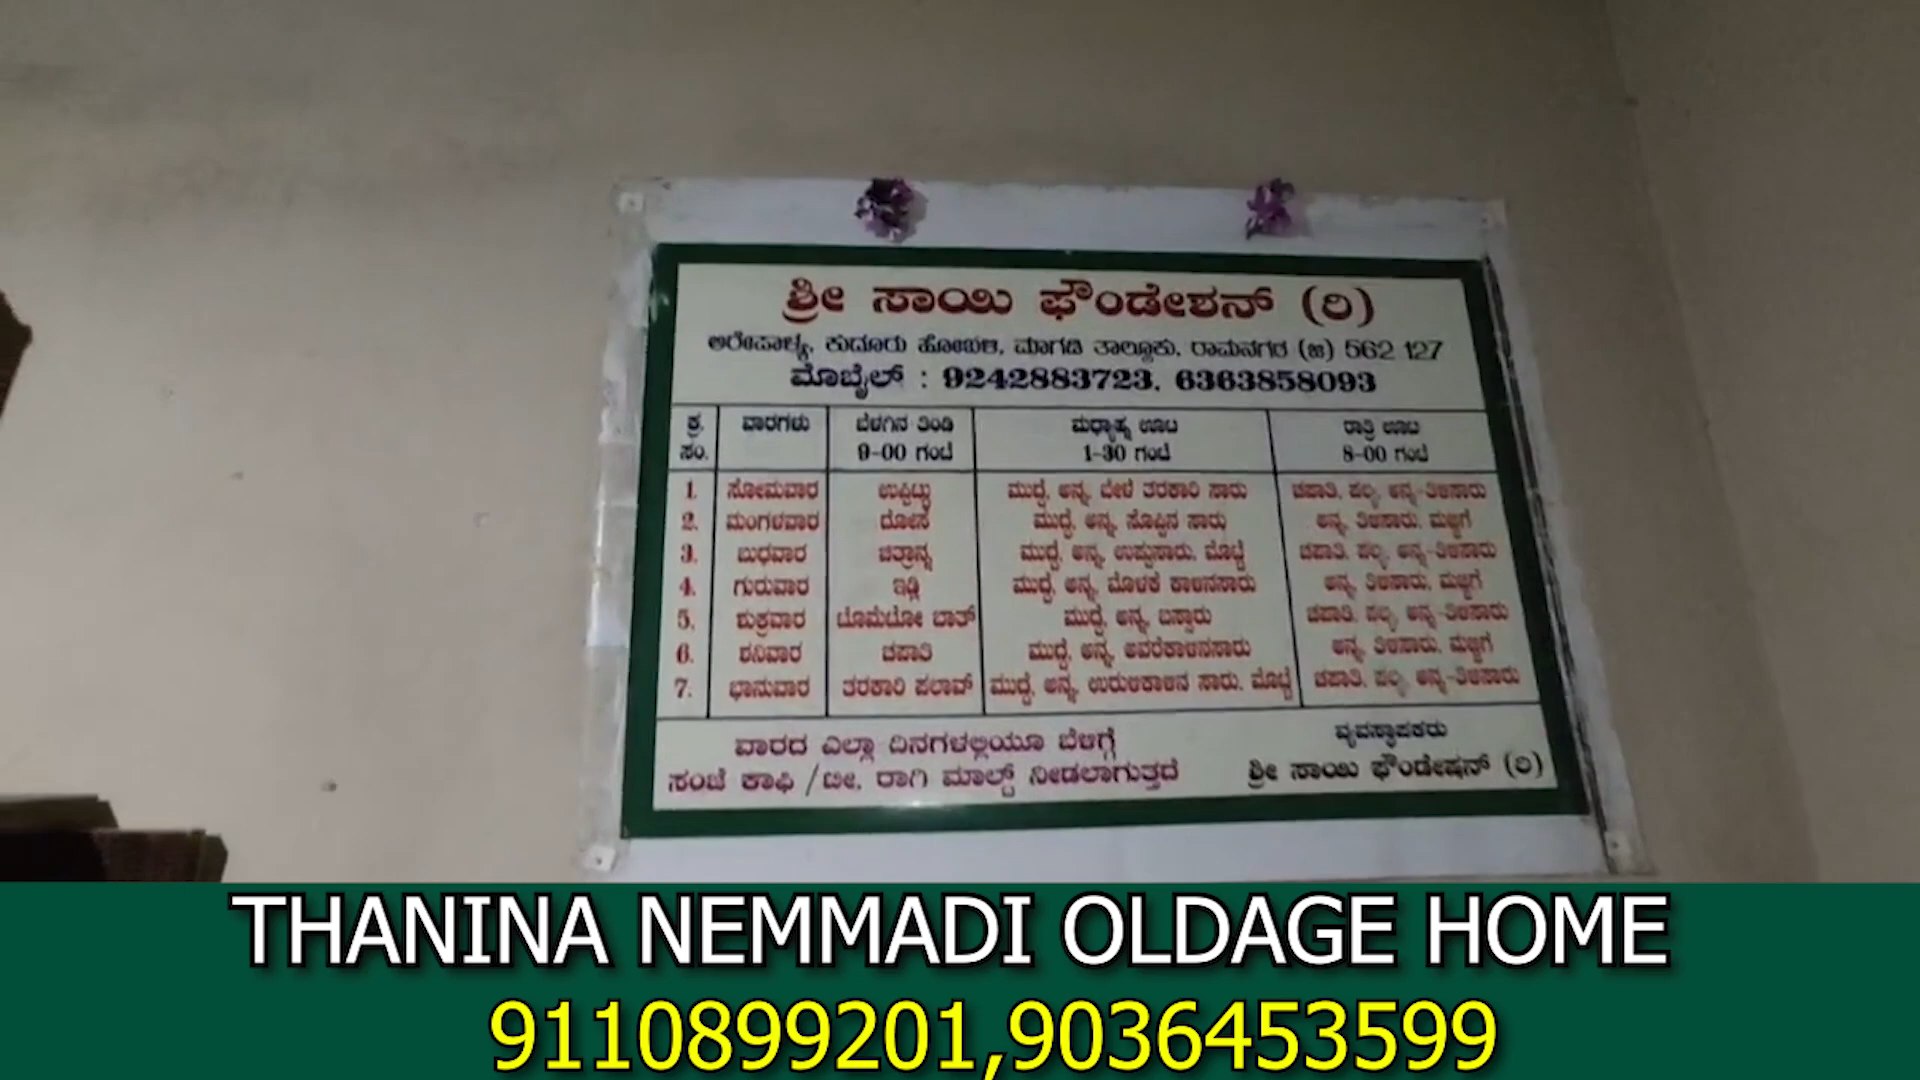 ಶ್ರೀ ಸಾಯಿ ಫೌಂಡೇಶನ್ (ರಿ)
ಅರೇಪಾಳ್ಯ, ಕುದೂರು ಹೋಬಳಿ, ಮಾಗಡಿ ತಾಲ್ಲೂಕು, ರಾಮನಗರ (ಜಿ) 562 127
ಮೊಬೈಲ್ : 9242883723, 6363858093
ಕ್ರ. ಸಂ. ವಾರಗಳು ಬೆಳಗಿನ ತಿಂಡಿ 9-00 ಗಂಟೆ ಮಧ್ಯಾಹ್ನ ಊಟ 1-30 ಗಂಟೆ ರಾತ್ರಿ ಊಟ 8-00 ಗಂಟೆ
1. ಸೋಮವಾರ ಉಪ್ಪಿಟ್ಟು ಮುದ್ದೆ, ಅನ್ನ, ಬೇಳೆ ತರಕಾರಿ ಸಾರು ಚಪಾತಿ, ಪಲ್ಯ, ಅನ್ನ-ತಿಳಿಸಾರು
2. ಮಂಗಳವಾರ ದೋಸೆ ಮುದ್ದೆ, ಅನ್ನ, ಸೊಪ್ಪಿನ ಸಾರು ಅನ್ನ, ತಿಳಿಸಾರು, ಮಜ್ಜಿಗೆ
3. ಬುಧವಾರ ಚಿತ್ರಾನ್ನ ಮುದ್ದೆ, ಅನ್ನ, ಉಪ್ಪುಸಾರು, ಮೊಟ್ಟೆ ಚಪಾತಿ, ಪಲ್ಯ, ಅನ್ನ-ತಿಳಿಸಾರು
4. ಗುರುವಾರ ಇಡ್ಲಿ ಮುದ್ದೆ, ಅನ್ನ, ಮೊಳಕೆ ಕಾಳಿನಸಾರು ಅನ್ನ, ತಿಳಿಸಾರು, ಮಜ್ಜಿಗೆ
5. ಶುಕ್ರವಾರ ಟೊಮೆಟೋ ಬಾತ್ ಮುದ್ದೆ, ಅನ್ನ, ಬಸ್ಸಾರು ಚಪಾತಿ, ಪಲ್ಯ, ಅನ್ನ-ತಿಳಿಸಾರು
6. ಶನಿವಾರ ಚಪಾತಿ ಮುದ್ದೆ, ಅನ್ನ, ಅವರೆಕಾಳಿನಸಾರು ಅನ್ನ, ತಿಳಿಸಾರು, ಮಜ್ಜಿಗೆ
7. ಭಾನುವಾರ ತರಕಾರಿ ಪಲಾವ್ ಮುದ್ದೆ, ಅನ್ನ, ಉರುಳಿಕಾಳಿನ ಸಾರು, ಮೊಟ್ಟೆ ಚಪಾತಿ, ಪಲ್ಯ, ಅನ್ನ-ತಿಳಿಸಾರು
ವಾರದ ಎಲ್ಲಾ ದಿನಗಳಲ್ಲಿಯೂ ಬೆಳಿಗ್ಗೆ
ಸಂಜೆ ಕಾಫಿ /ಟೀ, ರಾಗಿ ಮಾಲ್ಟ್ ನೀಡಲಾಗುತ್ತದೆ
ವ್ಯವಸ್ಥಾಪಕರು
ಶ್ರೀ ಸಾಯಿ ಫೌಂಡೇಷನ್ (ರಿ)
THANINA NEMMADI OLDAGE HOME
9110899201,9036453599